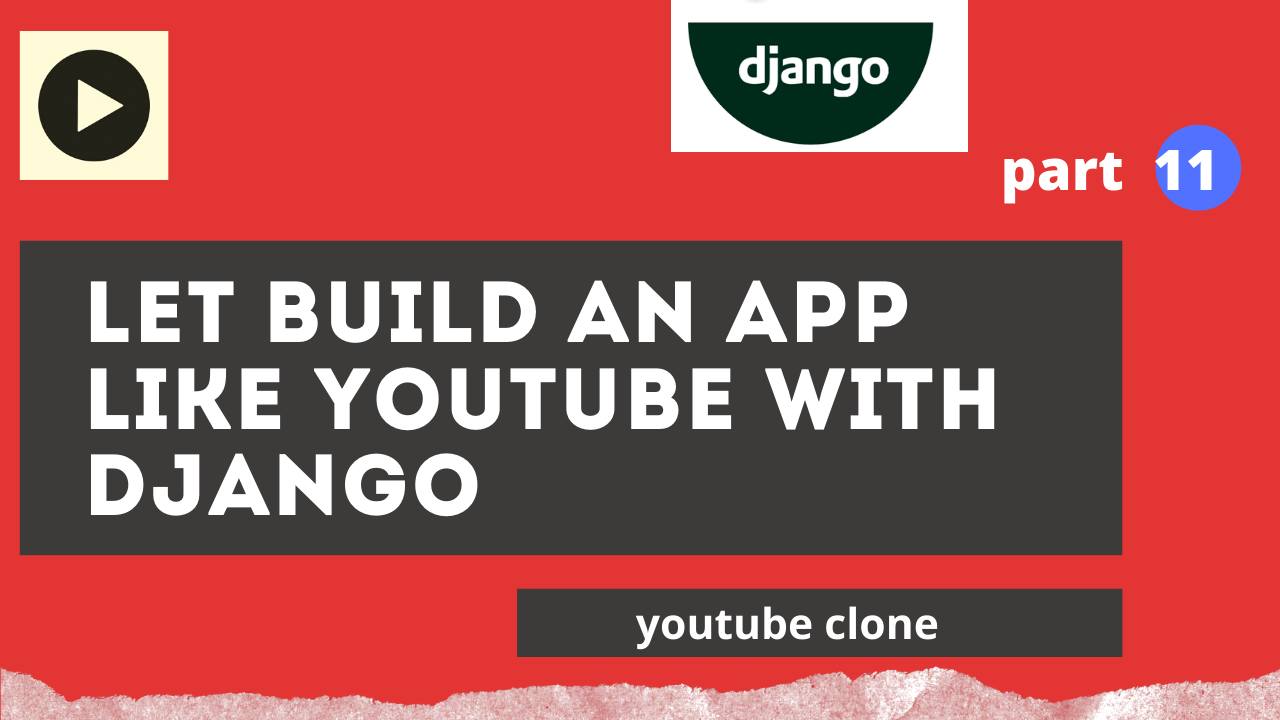 django
part 11
LET BUILD AN APP
LIKE YOUTUBE WITH
DJANGO
youtube clone